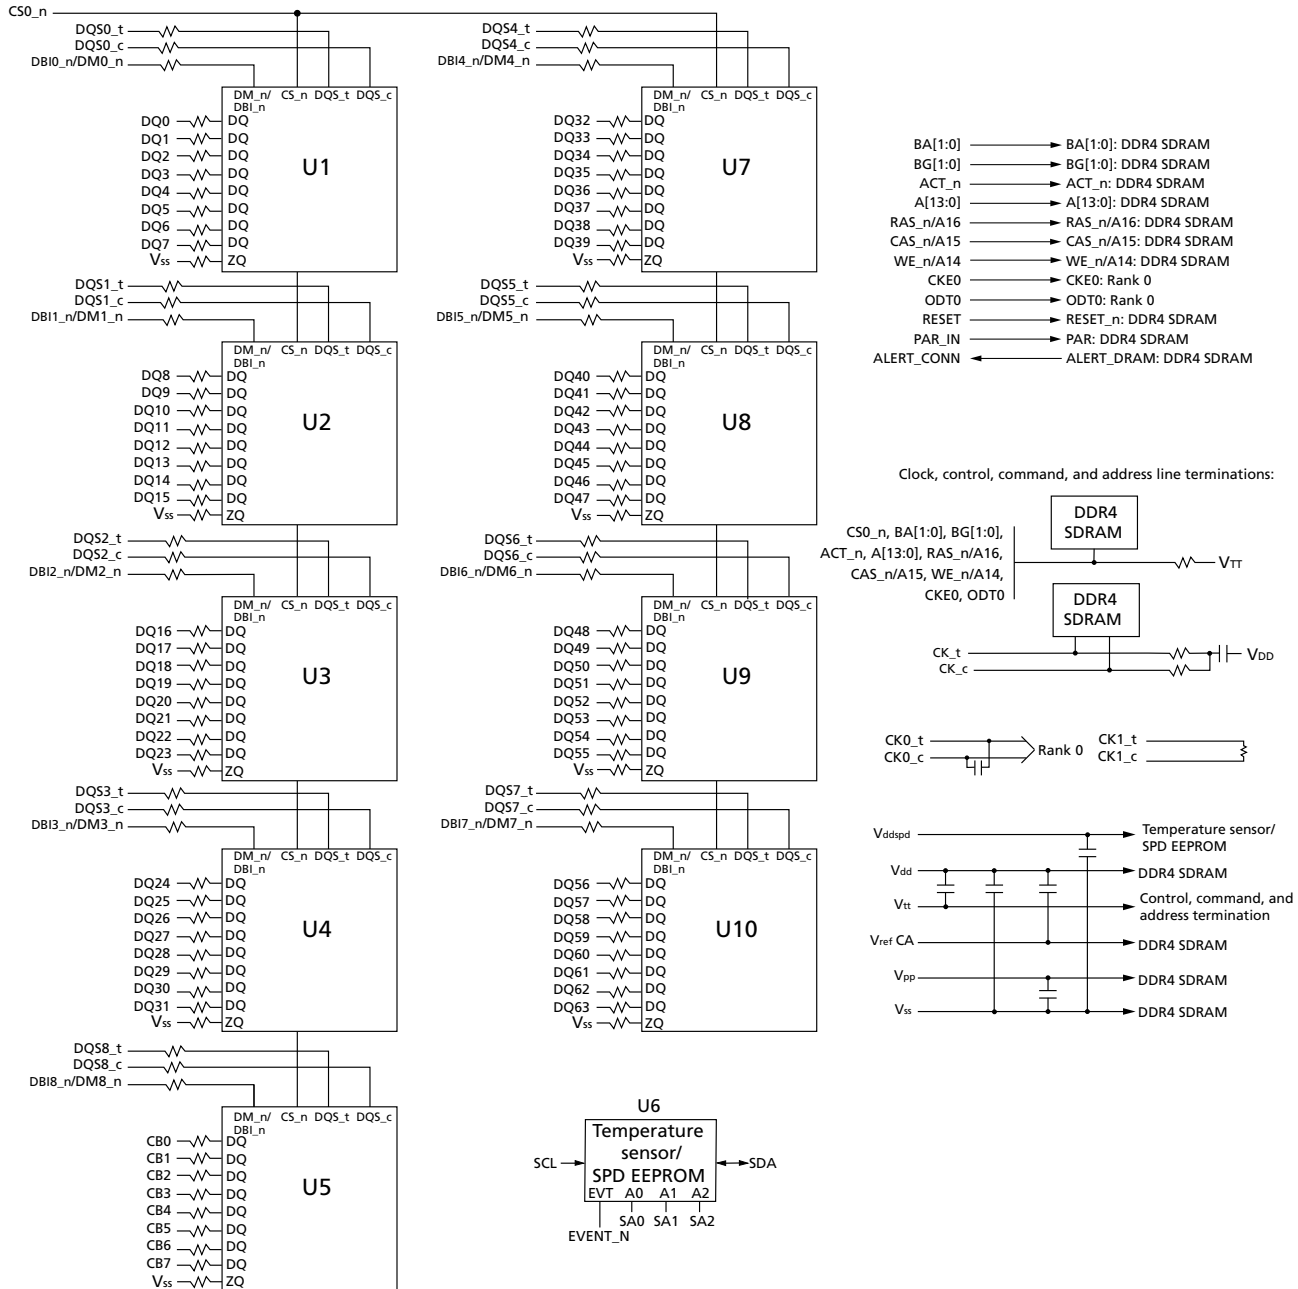 CS0_n
DQS0_t
DQS0_c
DBI0_n/DM0_n
DM_n/ CS_n DQS_t DQS_c
DBI_n
DQ0 DQ
DQ1 DQ
DQ2 DQ
DQ3 DQ
DQ4 DQ
DQ5 DQ
DQ6 DQ
DQ7 DQ
Vss ZQ
U1
DQS1_t
DQS1_c
DBI1_n/DM1_n
DM_n/ CS_n DQS_t DQS_c
DBI_n
DQ8 DQ
DQ9 DQ
DQ10 DQ
DQ11 DQ
DQ12 DQ
DQ13 DQ
DQ14 DQ
DQ15 DQ
Vss ZQ
U2
DQS2_t
DQS2_c
DBI2_n/DM2_n
DM_n/ CS_n DQS_t DQS_c
DBI_n
DQ16 DQ
DQ17 DQ
DQ18 DQ
DQ19 DQ
DQ20 DQ
DQ21 DQ
DQ22 DQ
DQ23 DQ
Vss ZQ
U3
DQS3_t
DQS3_c
DBI3_n/DM3_n
DM_n/ CS_n DQS_t DQS_c
DBI_n
DQ24 DQ
DQ25 DQ
DQ26 DQ
DQ27 DQ
DQ28 DQ
DQ29 DQ
DQ30 DQ
DQ31 DQ
Vss ZQ
U4
DQS8_t
DQS8_c
DBI8_n/DM8_n
DM_n/ CS_n DQS_t DQS_c
DBI_n
CB0 DQ
CB1 DQ
CB2 DQ
CB3 DQ
CB4 DQ
CB5 DQ
CB6 DQ
CB7 DQ
Vss ZQ
U5
DQS4_t
DQS4_c
DBI4_n/DM4_n
DM_n/ CS_n DQS_t DQS_c
DBI_n
DQ32 DQ
DQ33 DQ
DQ34 DQ
DQ35 DQ
DQ36 DQ
DQ37 DQ
DQ38 DQ
DQ39 DQ
Vss ZQ
U7
DQS5_t
DQS5_c
DBI5_n/DM5_n
DM_n/ CS_n DQS_t DQS_c
DBI_n
DQ40 DQ
DQ41 DQ
DQ42 DQ
DQ43 DQ
DQ44 DQ
DQ45 DQ
DQ46 DQ
DQ47 DQ
Vss ZQ
U8
DQS6_t
DQS6_c
DBI6_n/DM6_n
DM_n/ CS_n DQS_t DQS_c
DBI_n
DQ48 DQ
DQ49 DQ
DQ50 DQ
DQ51 DQ
DQ52 DQ
DQ53 DQ
DQ54 DQ
DQ55 DQ
Vss ZQ
U9
DQS7_t
DQS7_c
DBI7_n/DM7_n
DM_n/ CS_n DQS_t DQS_c
DBI_n
DQ56 DQ
DQ57 DQ
DQ58 DQ
DQ59 DQ
DQ60 DQ
DQ61 DQ
DQ62 DQ
DQ63 DQ
Vss ZQ
U10
U6
Temperature
sensor/
SPD EEPROM
SCL SDA
EVT A0 A1 A2
SA0 SA1 SA2
EVENT_N
BA[1:0] BA[1:0]: DDR4 SDRAM
BG[1:0] BG[1:0]: DDR4 SDRAM
ACT_n ACT_n: DDR4 SDRAM
A[13:0] A[13:0]: DDR4 SDRAM
RAS_n/A16 RAS_n/A16: DDR4 SDRAM
CAS_n/A15 CAS_n/A15: DDR4 SDRAM
WE_n/A14 WE_n/A14: DDR4 SDRAM
CKE0 CKE0: Rank 0
ODT0 ODT0: Rank 0
RESET RESET_n: DDR4 SDRAM
PAR_IN PAR: DDR4 SDRAM
ALERT_CONN ALERT_DRAM: DDR4 SDRAM
Clock, control, command, and address line terminations:
DDR4
SDRAM
CS0_n, BA[1:0], BG[1:0],
ACT_n, A[13:0], RAS_n/A16,
CAS_n/A15, WE_n/A14,
CKE0, ODT0
VTT
DDR4
SDRAM
CK_t
CK_c
VDD
CK0_t
CK0_c
Rank 0
CK1_t
CK1_c
Vddspd Temperature sensor/
SPD EEPROM
Vdd DDR4 SDRAM
Vtt Control, command, and
address termination
Vref CA DDR4 SDRAM
Vpp DDR4 SDRAM
Vss DDR4 SDRAM